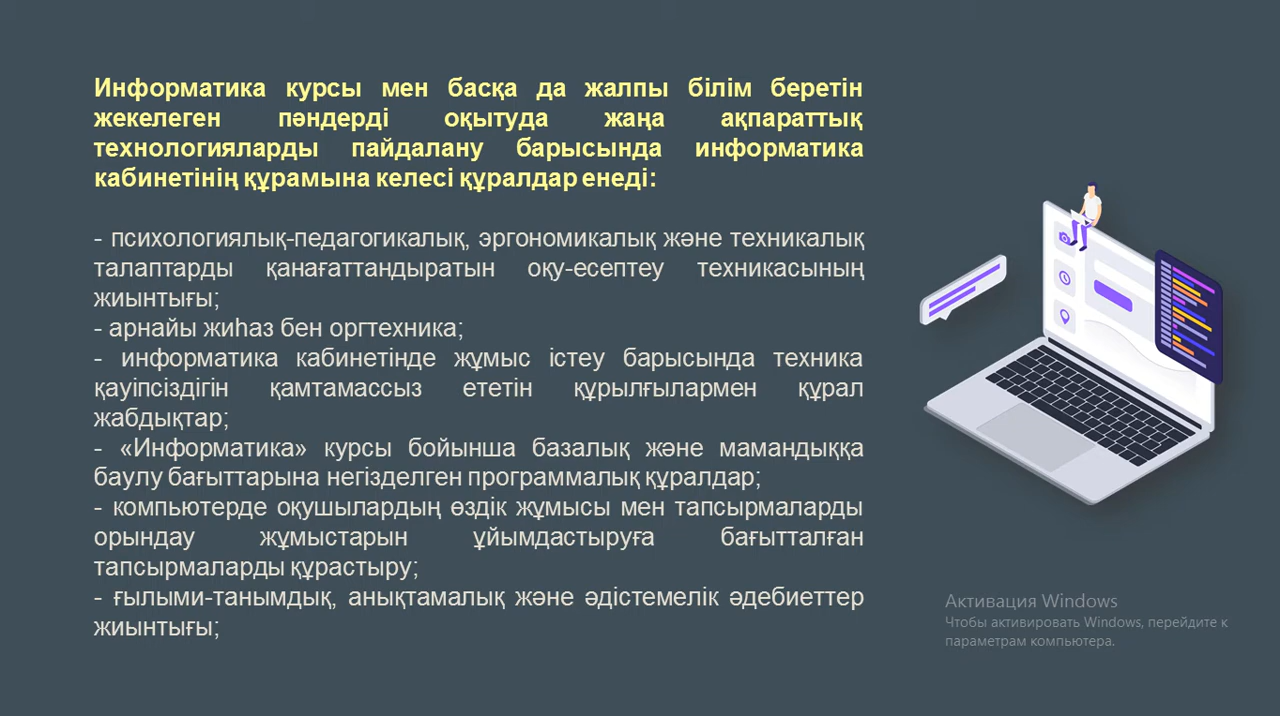 Информатика курсы мен басқа да жалпы білім беретін
жекелеген пәндерді оқытуда жаңа ақпараттық
технологияларды пайдалану барысында информатика
кабинетінің құрамына келесі құралдар енеді:
- психологиялық-педагогикалық, эргономикалық және техникалық
талаптарды қанағаттандыратын оқу-есептеу техникасының
жиынтығы;
- арнайы жиһаз бен оргтехника;
- информатика кабинетінде жұмыс істеу барысында техника
қауіпсіздігін қамтамассыз ететін құрылғылармен құрал
жабдықтар;
- «Информатика» курсы бойынша базалық және мамандыққа
баулу бағыттарына негізделген программалық құралдар;
- компьютерде оқушылардың өздік жұмысы мен тапсырмаларды
орындау жұмыстарын ұйымдастыруға бағытталған
тапсырмаларды құрастыру;
- ғылыми-танымдық, анықтамалық және әдістемелік әдебиеттер
жиынтығы;
Активация Windows
Чтобы активировать Windows, перейдите к
параметрам компьютера.